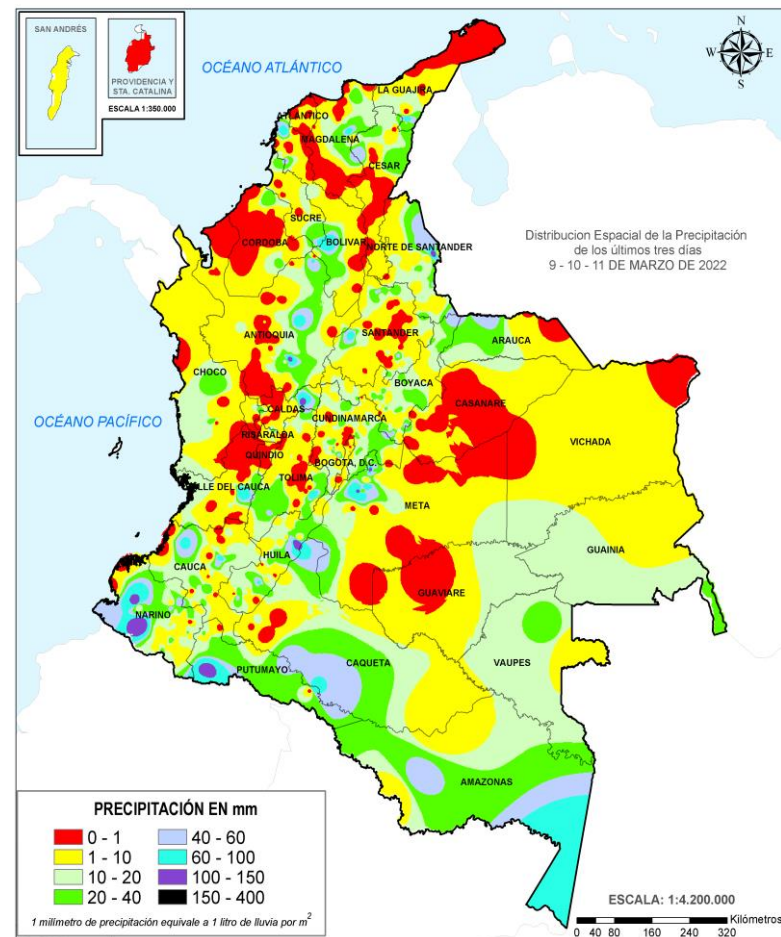 SAN ANDRÉS
PROVIDENCIA Y
STA. CATALINA
ESCALA 1:350.000
OCÉANO ATLÁNTICO
N
W
E
S
LA GUAJIRA
ATLANTICO
MAGDALENA
CESAR
SUCRE
CORDOBA
BOLIVAR
NORTE DE SANTANDER
Distribucion Espacial de la Precipitación
de los últimos tres días
9 - 10 - 11 DE MARZO DE 2022
ANTIOQUIA
SANTANDER
ARAUCA
CHOCO
BOYACA
CASANARE
CALDAS
CUNDINAMARCA
OCÉANO PACÍFICO
RISARALDA
VICHADA
QUINDIO
BOGOTA, D.C.
TOLIMA
VALLE DEL CAUCA
META
GUAINIA
HUILA
CAUCA
GUAVIARE
NARIÑO
CAQUETA
VAUPES
PUTUMAYO
AMAZONAS
PRECIPITACIÓN EN mm
0 - 1
40 - 60
1 - 10
60 - 100
10 - 20
100 - 150
20 - 40
150 - 400
1 milímetro de precipitación equivale a 1 litro de lluvia por m²
ESCALA: 1:4.200.000
Kilómetros
0 40 80 160 240 320